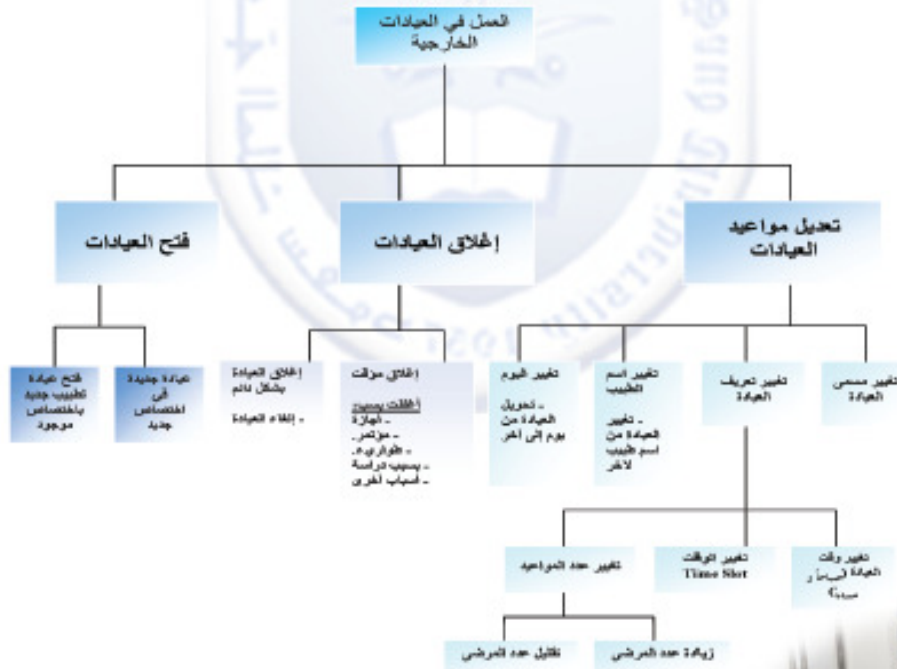 العمل في العيادات
الخارجية
تعديل مواعيد
العيادات
إغلاق العيادات
فتح العيادات
تغيير مسمى
العيادة
تغيير تعريف
العيادة
تغيير اسم
الطبيب
- تغيير
العيادة من
اسم طبيب
لآخر
تغيير اليوم
- تحويل
العيادة من
يوم إلى آخر
إغلاق مؤقت
أغلقت بسبب:
- إجازة
- مؤتمر.
- طواريء.
- بسبب دراسة
- أسباب أخرى
إغلاق العيادة
بشكل دائم
- إلغاء العيادة
عيادة جديدة
في
اختصاص
جديد
فتح عيادة
لطبيب جديد
باختصاص
موجود
تغيير وقت
العيادة
تغيير الوقت
Time Slot
تغيير عدد المواعيد
زيادة عدد المرضى
تقليل عدد المرضى